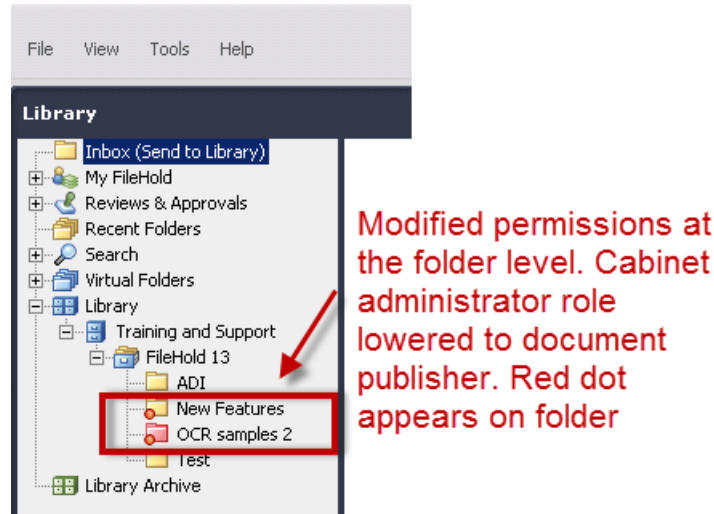 File View Tools Help
Library
Inbox (Send to Library)
My FileHold
Reviews & Approvals
Recent Folders
Search
Virtual Folders
Library
Training and Support
FileHold 13
ADI
New Features
OCR samples 2
Test
Library Archive
Modified permissions at
the folder level. Cabinet
administrator role
lowered to document
publisher. Red dot
appears on folder